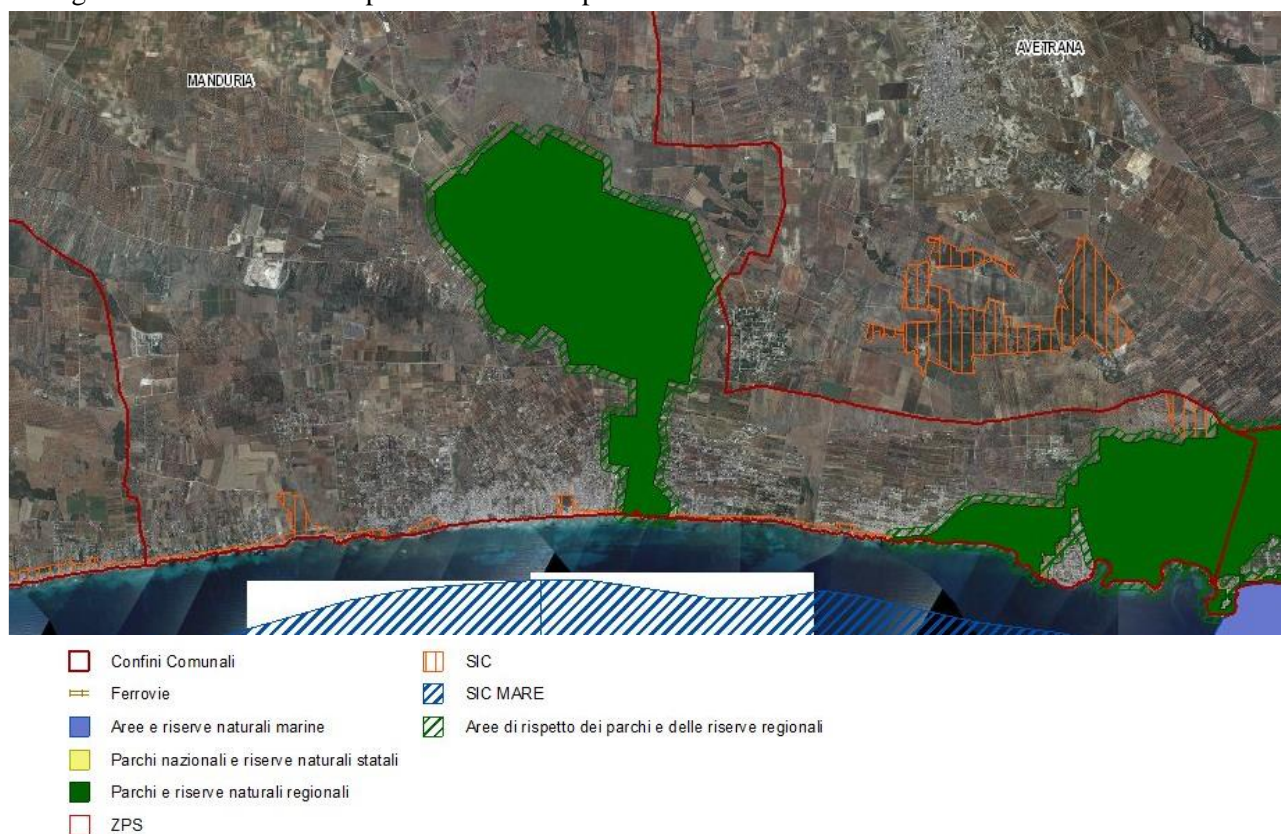 MANDURIA
AVETRANA
Confini Comunali
Ferrovie
Aree e riserve naturali marine
Parchi nazionali e riserve naturali statali
Parchi e riserve naturali regionali
ZPS
SIC
SIC MARE
Aree di rispetto dei parchi e delle riserve regionali